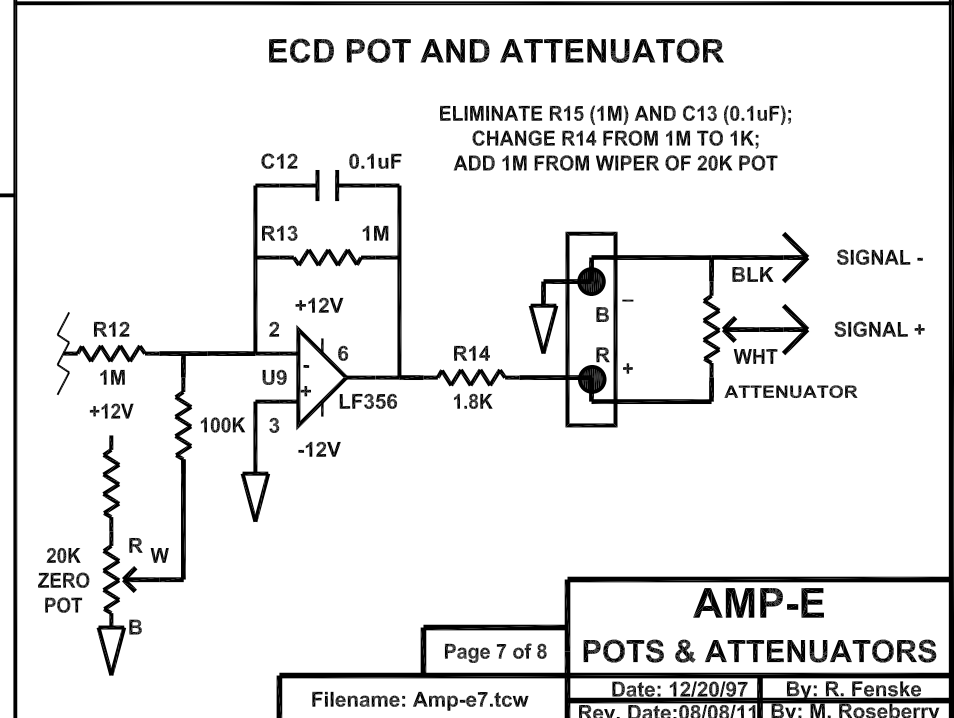 ECD POT AND ATTENUATOR
ELIMINATE R15 (1M) AND C13 (0.1uF);
CHANGE R14 FROM 1M TO 1K;
ADD 1M FROM WIPER OF 20K POT
C12 0.1uF
R13 1M
+12V
R12
1M
2
6
U9
-
+
LF356
3
-12V
100K
+12V
20K
ZERO
POT
R
W
B
R14
1.8K
B
R
–
+
BLK
WHT
SIGNAL -
SIGNAL +
ATTENUATOR
AMP-E
POTS & ATTENUATORS
Page 7 of 8
Filename: Amp-e7.tcw
Date: 12/20/97
By: R. Fenske
Rev. Date:08/08/11
By: M. Roseberry